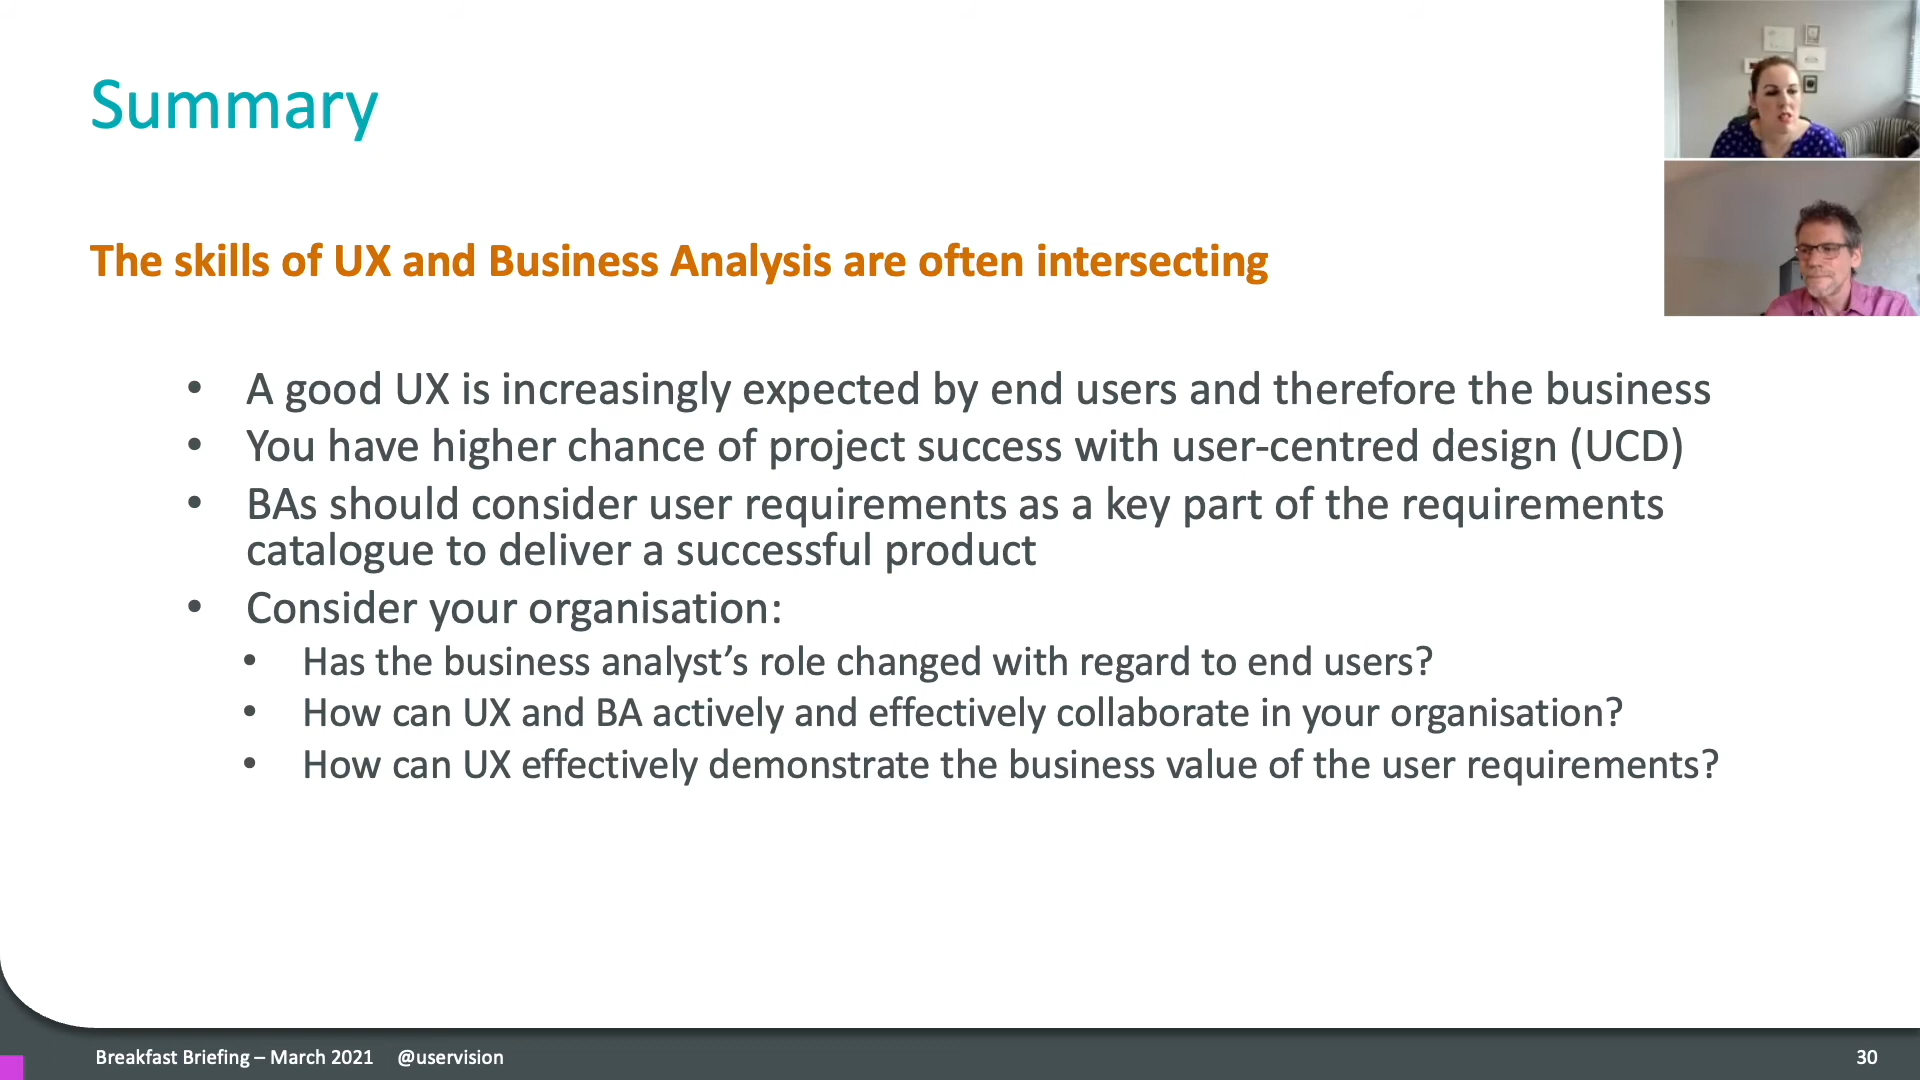 Summary
The skills of UX and Business Analysis are often intersecting
• A good UX is increasingly expected by end users and therefore the business
• You have higher chance of project success with user-centred design (UCD)
• BAs should consider user requirements as a key part of the requirements
catalogue to deliver a successful product
• Consider your organisation:
• Has the business analyst’s role changed with regard to end users?
• How can UX and BA actively and effectively collaborate in your organisation?
• How can UX effectively demonstrate the business value of the user requirements?
Breakfast Briefing – March 2021 @uservision
30